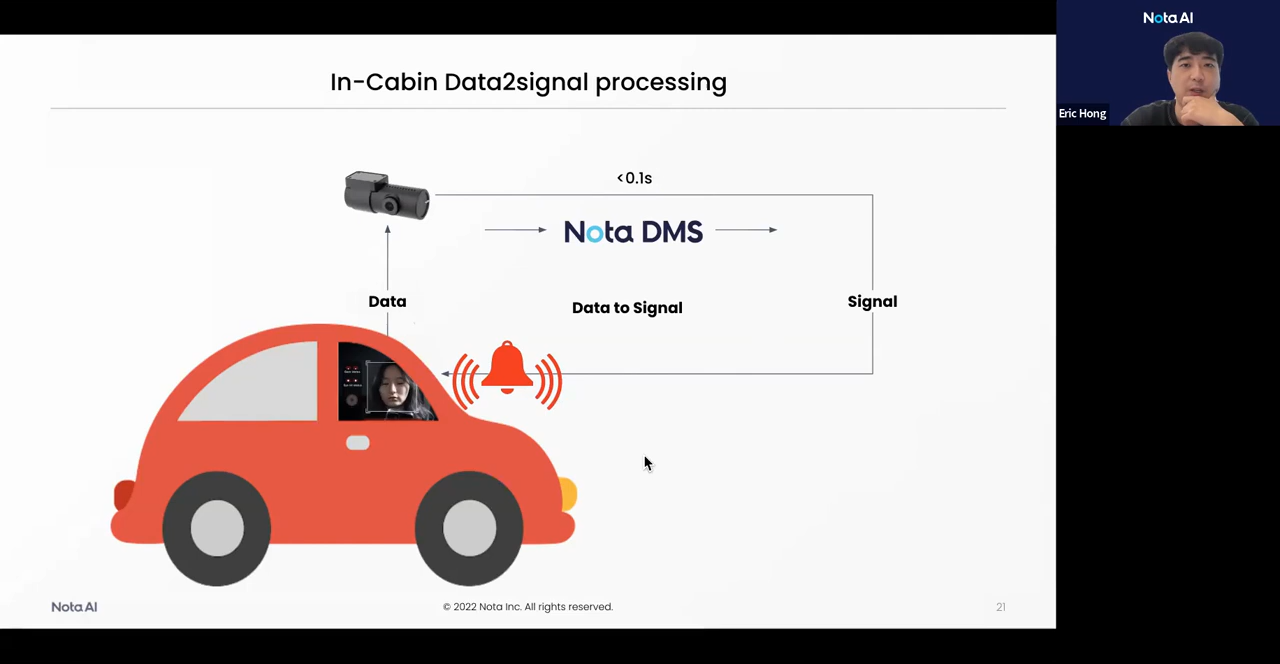 In-Cabin Data2signal processing
<0.1s
Nota DMS
Data
Data to Signal
Signal
Nota AI
© 2022 Nota Inc. All rights reserved.
21
Nota AI
Eric Hong